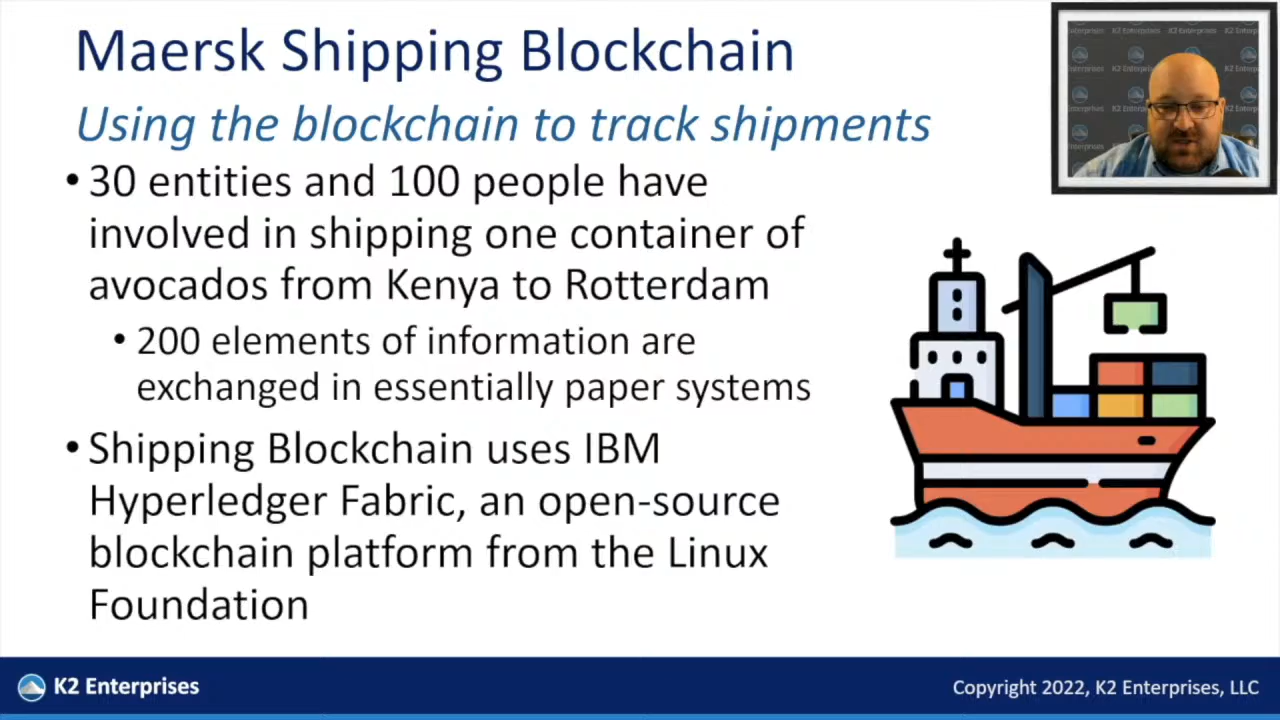 Maersk Shipping Blockchain
Using the blockchain to track shipments
• 30 entities and 100 people have
involved in shipping one container of
avocados from Kenya to Rotterdam
• 200 elements of information are
exchanged in essentially paper systems
• Shipping Blockchain uses IBM
Hyperledger Fabric, an open-source
blockchain platform from the Linux
Foundation
K2 Enterprises
Copyright 2022, K2 Enterprises, LLC